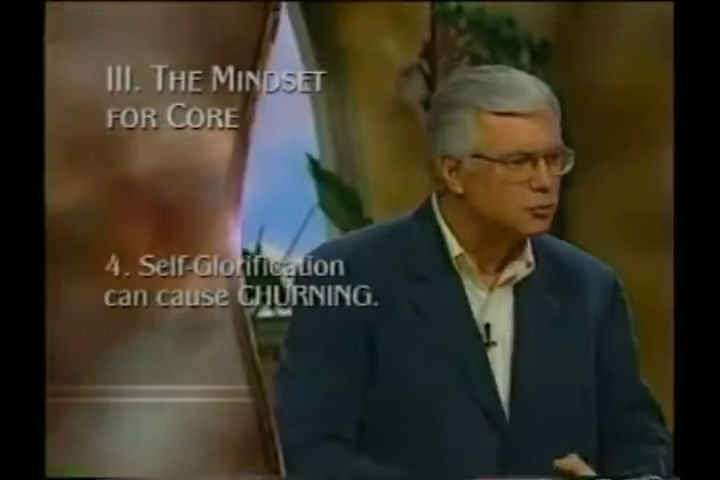 III. The Mindset
for Core
4. Self-Glorification
can cause CHURNING.